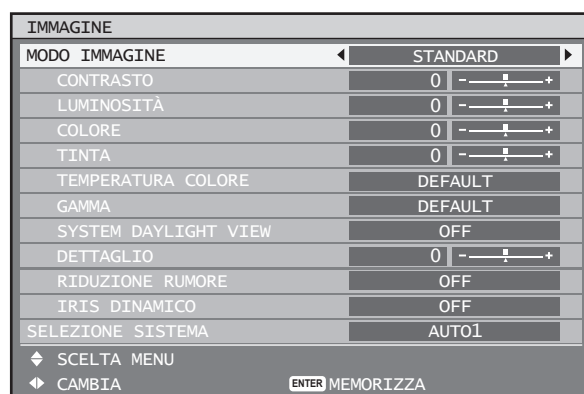 IMMAGINE
MODO IMMAGINE STANDARD
CONTRASTO 0 - +
LUMINOSITÀ 0 - +
COLORE 0 - +
TINTA 0 - +
TEMPERATURA COLORE DEFAULT
GAMMA DEFAULT
SYSTEM DAYLIGHT VIEW OFF
DETTAGLIO 0 - +
RIDUZIONE RUMORE OFF
IRIS DINAMICO OFF
SELEZIONE SISTEMA AUTO1
SCELTA MENU
CAMBIA ENTER MEMORIZZA